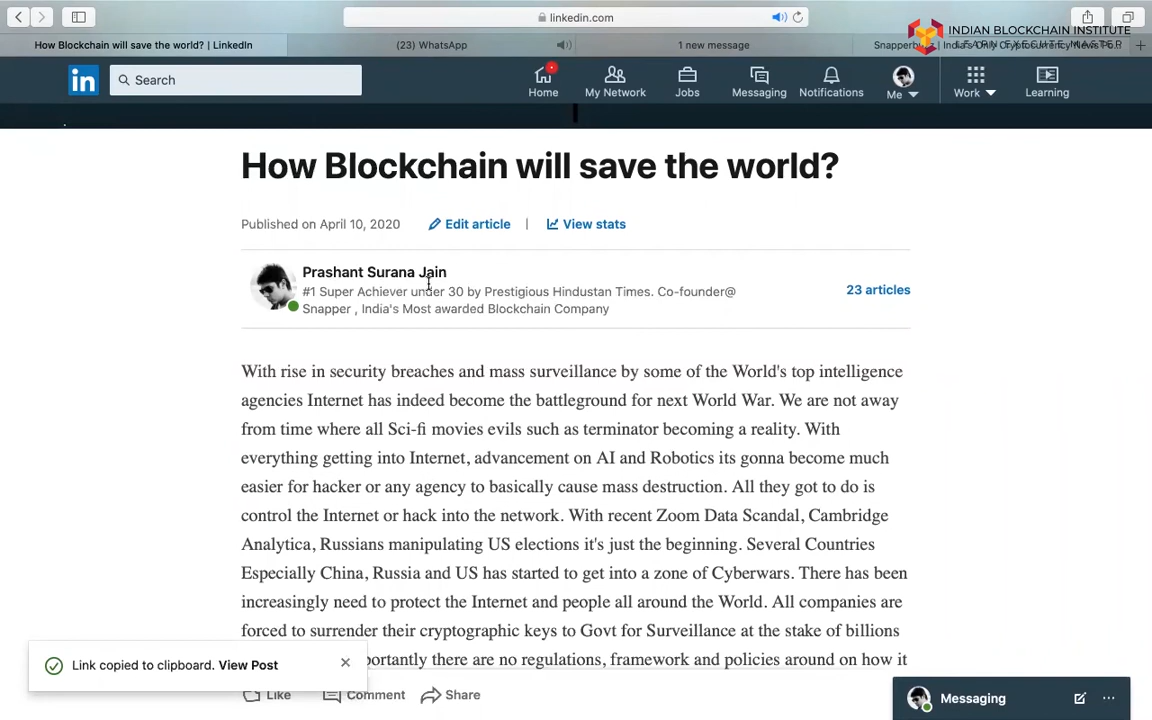 linkedin.com
INDIAN BLOCKCHAIN INSTITUTE
LEARN EXECUTE MASTER
How Blockchain will save the world? | LinkedIn
(23) WhatsApp
1 new message
in
Search
Home
My Network
Jobs
Messaging
Notifications
Me
Work
Learning
How Blockchain will save the world?
Published on April 10, 2020
Edit article | View stats
Prashant Surana Jain
#1 Super Achiever under 30 by Prestigious Hindustan Times. Co-founder@
Snapper , India's Most awarded Blockchain Company
23 articles
With rise in security breaches and mass surveillance by some of the World's top intelligence
agencies Internet has indeed become the battleground for next World War. We are not away
from time where all Sci-fi movies evils such as terminator becoming a reality. With
everything getting into Internet, advancement on AI and Robotics its gonna become much
easier for hacker or any agency to basically cause mass destruction. All they got to do is
control the Internet or hack into the network. With recent Zoom Data Scandal, Cambridge
Analytica, Russians manipulating US elections it's just the beginning. Several Countries
Especially China, Russia and US has started to get into a zone of Cyberwars. There has been
increasingly need to protect the Internet and people all around the World. All companies are
forced to surrender their cryptographic keys to Govt for Surveillance at the stake of billions
portantly there are no regulations, framework and policies around on how it
Link copied to clipboard. View Post
Like
Comment
Share
Messaging